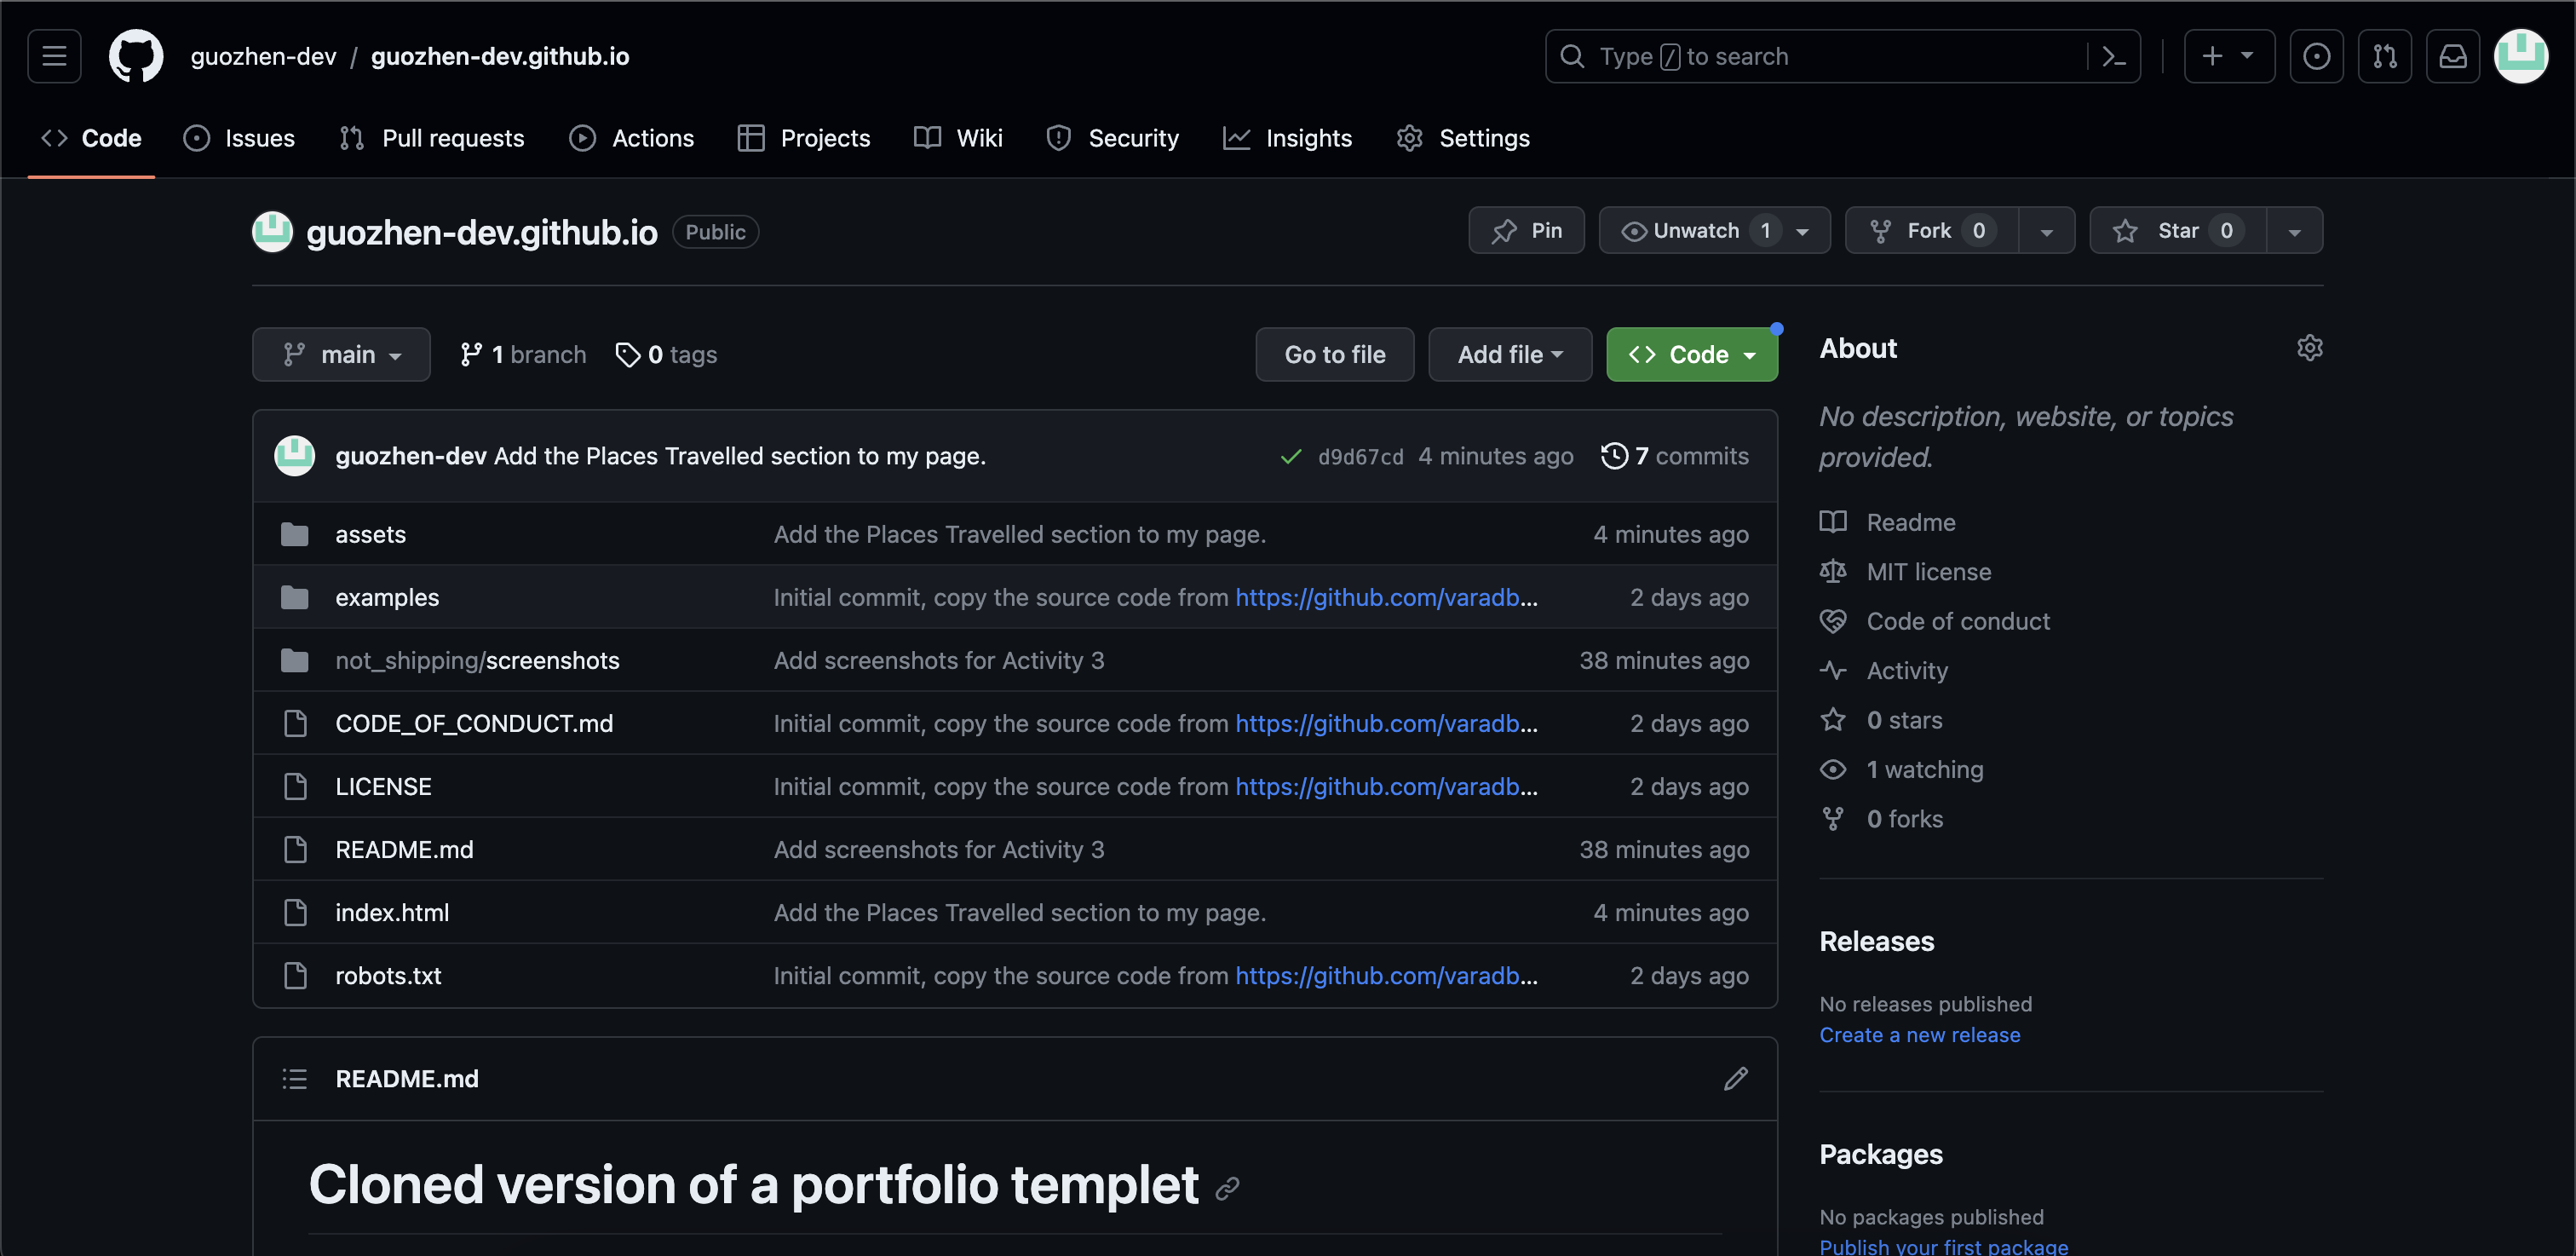 guozhen-dev / guozhen-dev.github.io
Type / to search
Code Issues Pull requests Actions Projects Wiki Security Insights Settings
guozhen-dev.github.io Public
Pin Unwatch 1 Fork 0 Star 0
main 1 branch 0 tags Go to file Add file Code
guozhen-dev Add the Places Travelled section to my page. d9d67cd 4 minutes ago 7 commits
assets Add the Places Travelled section to my page. 4 minutes ago
examples Initial commit, copy the source code from https://github.com/varadb... 2 days ago
not_shipping/screenshots Add screenshots for Activity 3 38 minutes ago
CODE_OF_CONDUCT.md Initial commit, copy the source code from https://github.com/varadb... 2 days ago
LICENSE Initial commit, copy the source code from https://github.com/varadb... 2 days ago
README.md Add screenshots for Activity 3 38 minutes ago
index.html Add the Places Travelled section to my page. 4 minutes ago
robots.txt Initial commit, copy the source code from https://github.com/varadb... 2 days ago
README.md
Cloned version of a portfolio templet
About
No description, website, or topics
provided.
Readme
MIT license
Code of conduct
Activity
0 stars
1 watching
0 forks
Releases
No releases published
Create a new release
Packages
No packages published
Publish your first package